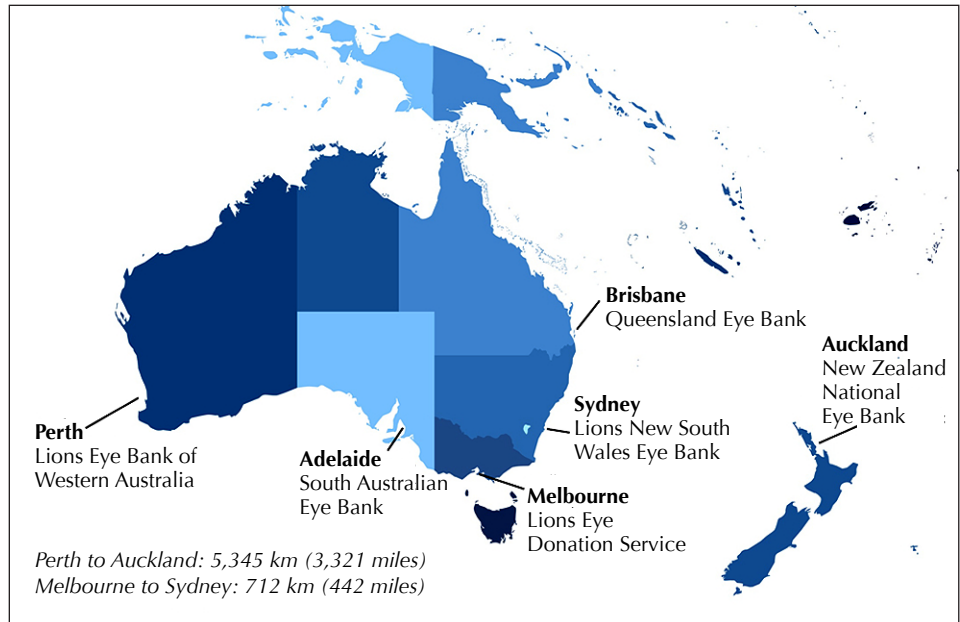 Brisbane
Queensland Eye Bank
Auckland
New Zealand
National
Eye Bank
Sydney
Lions New South
Wales Eye Bank
Perth
Lions Eye Bank of
Western Australia
Adelaide
South Australian
Eye Bank
Melbourne
Lions Eye
Donation Service
Perth to Auckland: 5,345 km (3,321 miles)
Melbourne to Sydney: 712 km (442 miles)